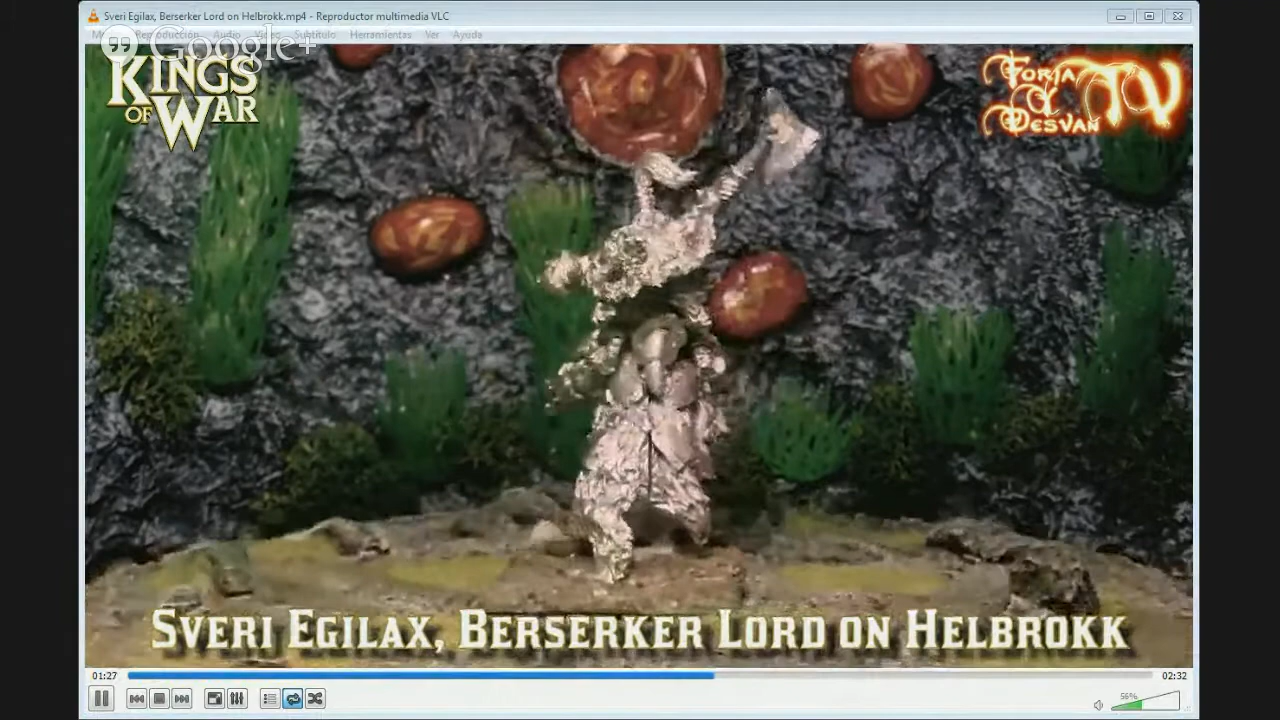 Sveri Egilax, Berserker Lord on Helbrokk.mp4 - Reproductor multimedia VLC
Reproducción Audio Vídeo Subtítulo Herramientas Ver Ayuda
Google+
KINGS
OF WAR
FORJA
DESVAN
TV
SVERI EGILAX, BERSERKER LORD ON HELBROKK
01:27
02:32
56%